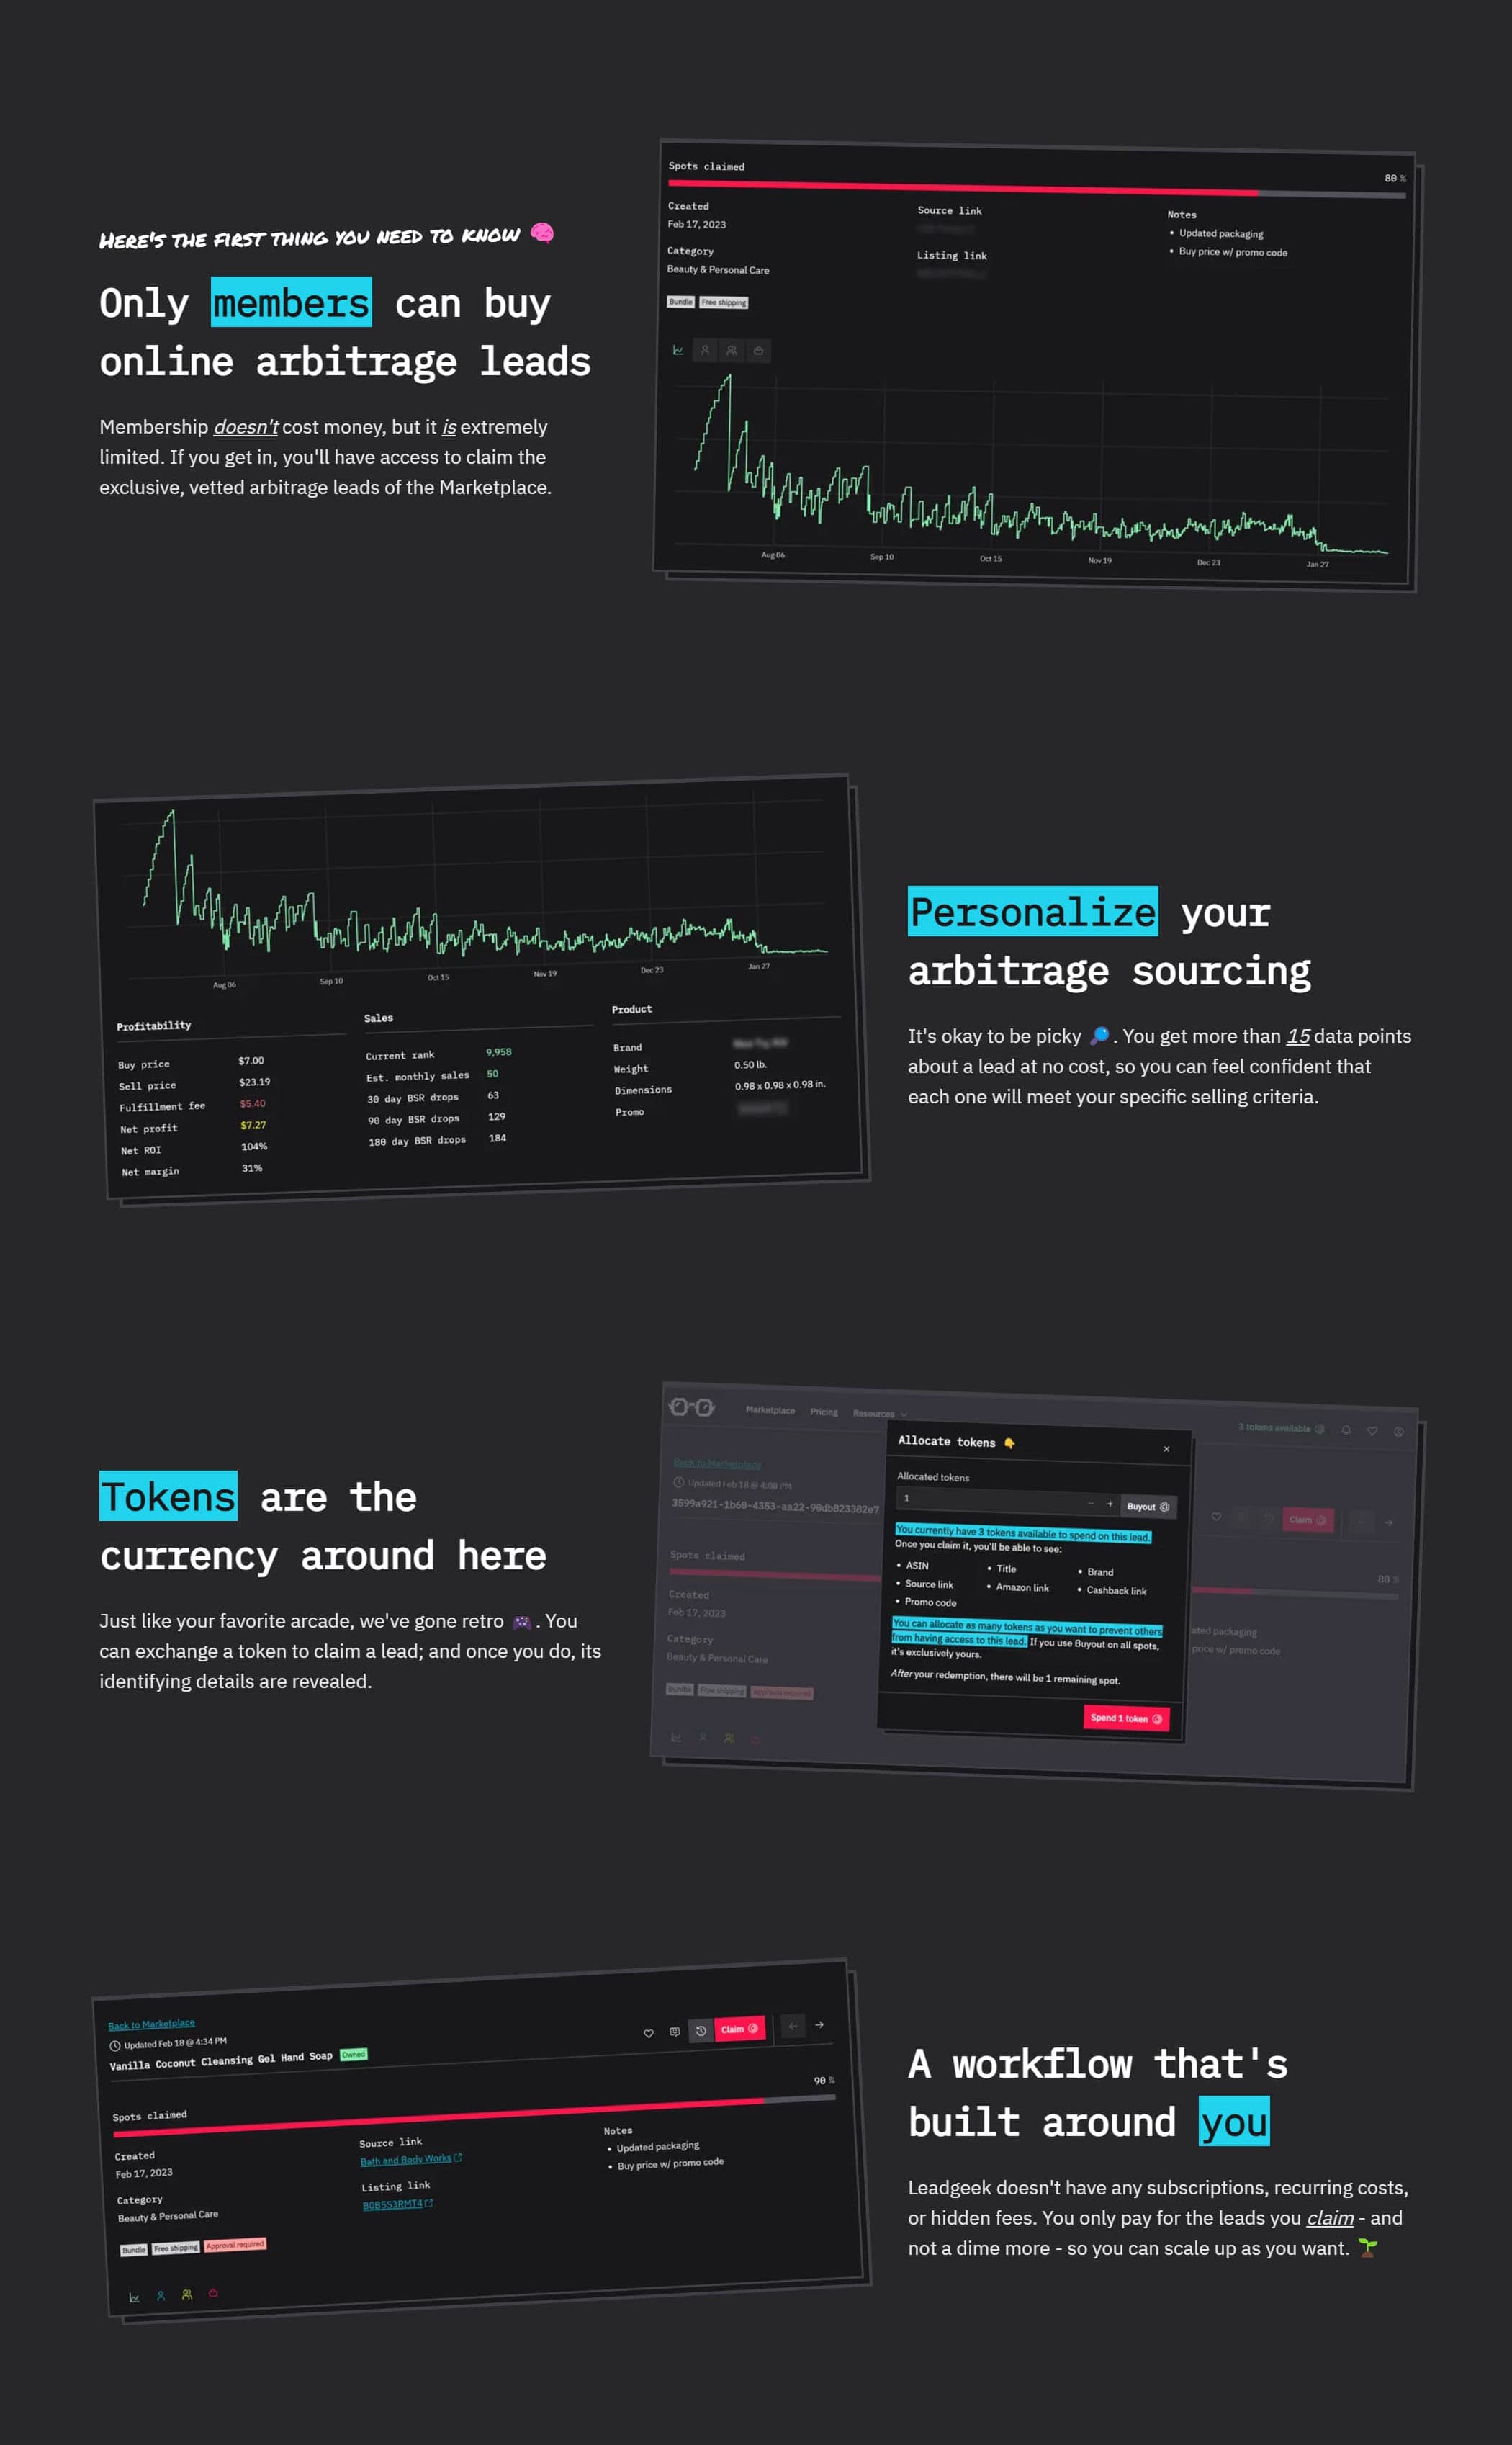 HERE'S THE FIRST THING YOU NEED TO KNOW 🧠
Only members can buy
online arbitrage leads
Membership doesn't cost money, but it is extremely
limited. If you get in, you'll have access to claim the
exclusive, vetted arbitrage leads of the Marketplace.
Spots claimed
80 %
Created
Feb 17, 2023
Source link
Notes
• Updated packaging
• Buy price w/ promo code
Category
Beauty & Personal Care
Listing link
Bundle Free shipping
Aug 06 Sep 10 Oct 15 Nov 19 Dec 23 Jan 27
Aug 06 Sep 10 Oct 15 Nov 19 Dec 23 Jan 27
Profitability
Buy price $7.00
Sell price $23.19
Fulfillment fee $5.40
Net profit $7.27
Net ROI 104%
Net margin 31%
Sales
Current rank 9,958
Est. monthly sales 50
30 day BSR drops 63
90 day BSR drops 129
180 day BSR drops 184
Product
Brand
Weight 0.50 lb.
Dimensions 0.98 x 0.98 x 0.98 in.
Promo
Personalize your
arbitrage sourcing
It's okay to be picky 🔎. You get more than 15 data points
about a lead at no cost, so you can feel confident that
each one will meet your specific selling criteria.
Tokens are the
currency around here
Just like your favorite arcade, we've gone retro 🎮. You
can exchange a token to claim a lead; and once you do, its
identifying details are revealed.
Marketplace Pricing Resources
3 tokens available
Back to Marketplace
Updated Feb 18 @ 4:08 PM
3599a921-1b60-4353-aa22-90db823382e7
Claim
Spots claimed
80 %
Created
Feb 17, 2023
Category
Beauty & Personal Care
Bundle Free shipping Approval required
ated packaging
price w/ promo code
Allocate tokens 👇
Allocated tokens
1 − + Buyout
You currently have 3 tokens available to spend on this lead.
Once you claim it, you'll be able to see:
• ASIN • Title • Brand
• Source link • Amazon link • Cashback link
• Promo code
You can allocate as many tokens as you want to prevent others
from having access to this lead. If you use Buyout on all spots,
it's exclusively yours.
After your redemption, there will be 1 remaining spot.
Spend 1 token
Back to Marketplace
Updated Feb 18 @ 4:34 PM
Vanilla Coconut Cleansing Gel Hand Soap Owned
Claim
90 %
Spots claimed
Created
Feb 17, 2023
Source link
Bath and Body Works
Notes
• Updated packaging
• Buy price w/ promo code
Category
Beauty & Personal Care
Listing link
B0B5S3RMT4
Bundle Free shipping Approval required
A workflow that's
built around you
Leadgeek doesn't have any subscriptions, recurring costs,
or hidden fees. You only pay for the leads you claim - and
not a dime more - so you can scale up as you want. 🌱